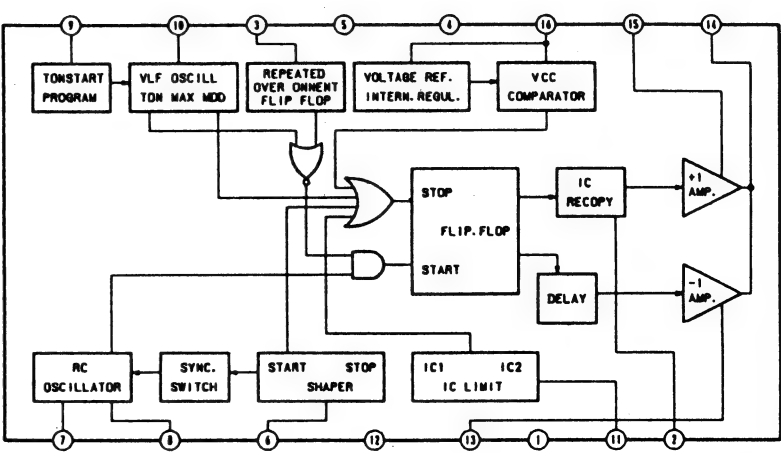 9 10 3 5 4 16 15 14
TONSTART
PROGRAM
VLF OSCILL
TON MAX MDD
REPEATED
OVER ONNENT
FLIP FLOP
VOLTAGE REF.
INTERN.REGUL.
VCC
COMPARATOR
STOP
FLIP.FLOP
START
IC
RECOPY
+1
AMP.
DELAY
-1
AMP.
RC
OSCILLATOR
SYNC.
SWITCH
START STOP
SHAPER
IC1 IC2
IC LIMIT
7 8 6 12 13 1 11 2